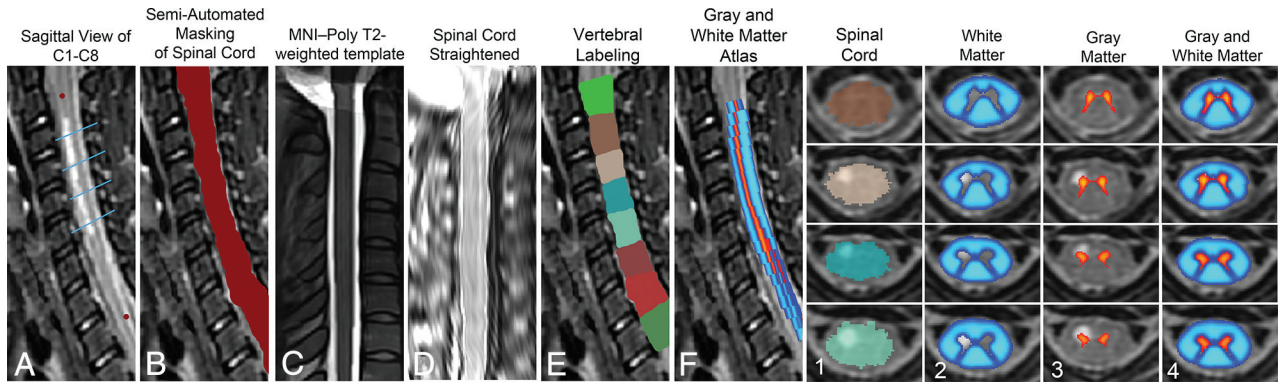 Sagittal View of
C1-C8
Semi-Automated
Masking
of Spinal Cord
MNI–Poly T2-
weighted template
Spinal Cord
Straightened
Vertebral
Labeling
Gray and
White Matter
Atlas
Spinal
Cord
White
Matter
Gray
Matter
Gray and
White Matter
A
B
C
D
E
F
1
2
3
4